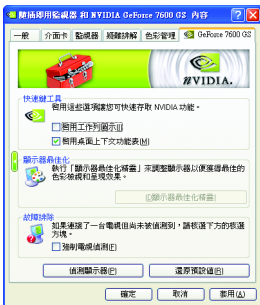 隨插即用監視器 和 NVIDIA GeForce 7600 GS 內容
一般
介面卡
監視器
疑難排解
色彩管理
GeForce 7600 GS
NVIDIA.
快速鍵工具
啟用這些選項讓您可快速存取 NVIDIA 功能。
啟用工作列圖示(I)
啟用桌面上下文功能表(M)
顯示器最佳化
執行「顯示器最佳化精靈」來調整顯示器以便獲得最佳的
色彩檢視和呈現效果。
顯示器最佳化精靈
故障排除
如果連接了一台電視但尚未被偵測到，請核選下方的核選
方塊。
強制電視偵測(F)
偵測顯示器(P)
還原預設值(R)
確定
取消
套用(A)